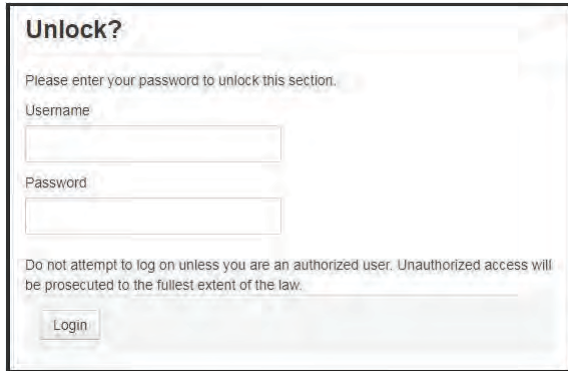 Unlock?
Please enter your password to unlock this section.
Username
Password
Do not attempt to log on unless you are an authorized user. Unauthorized access will
be prosecuted to the fullest extent of the law.
Login